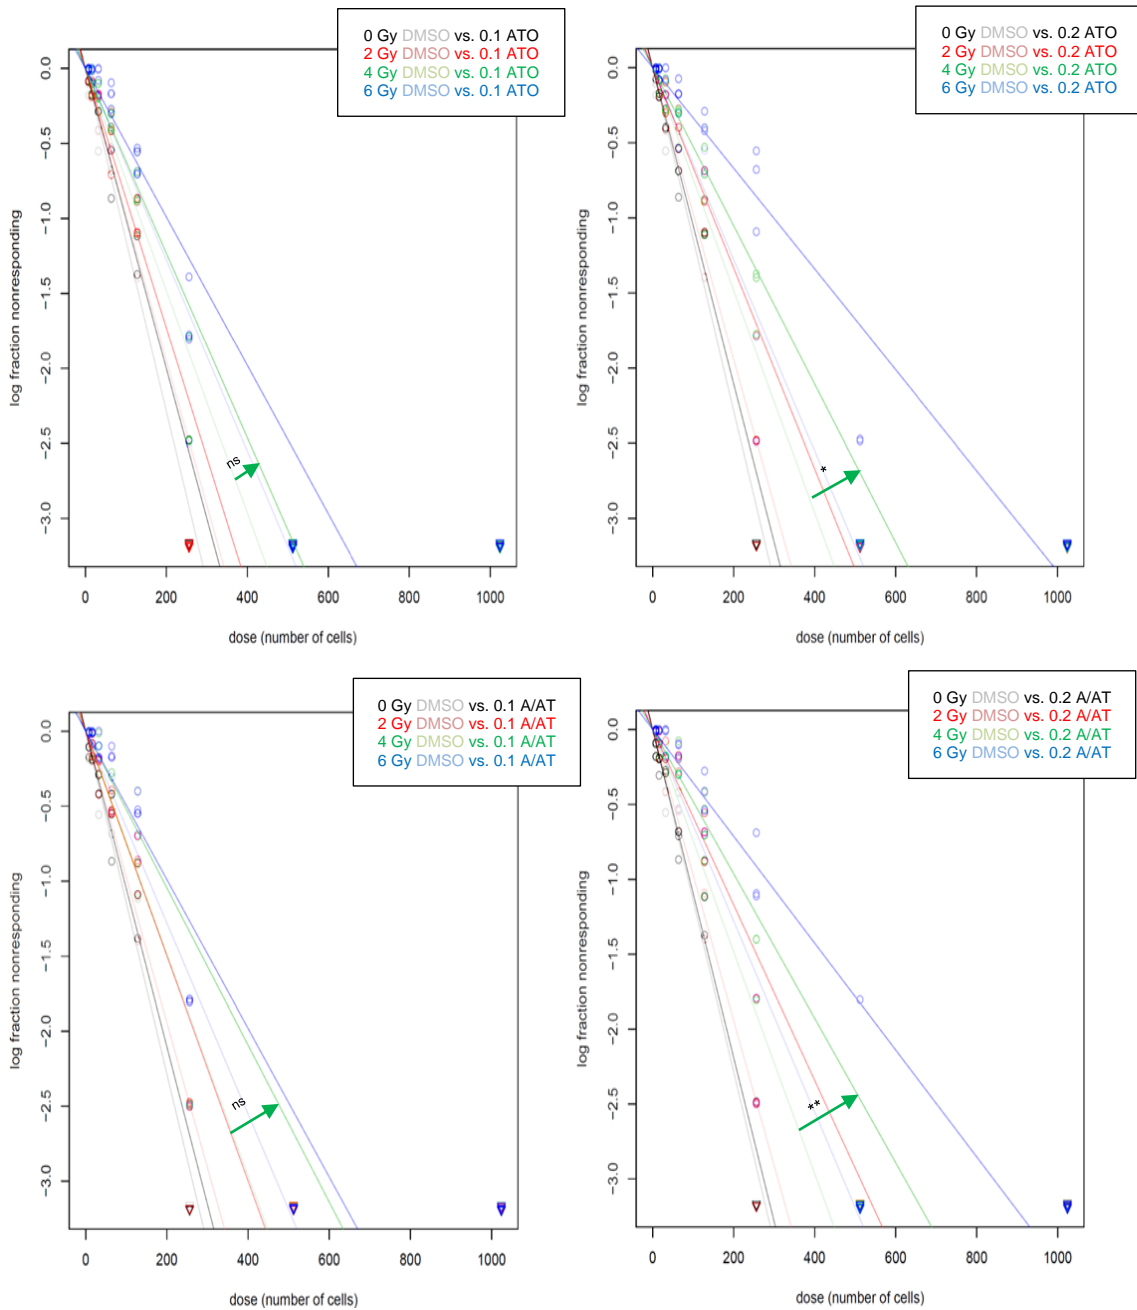 0 Gy DMSO vs. 0.1 ATO
2 Gy DMSO vs. 0.1 ATO
4 Gy DMSO vs. 0.1 ATO
6 Gy DMSO vs. 0.1 ATO
log fraction nonresponding
0.0
−0.5
−1.0
−1.5
−2.0
−2.5
−3.0
ns
0 200 400 600 800 1000
dose (number of cells)
0 Gy DMSO vs. 0.2 ATO
2 Gy DMSO vs. 0.2 ATO
4 Gy DMSO vs. 0.2 ATO
6 Gy DMSO vs. 0.2 ATO
log fraction nonresponding
0.0
−0.5
−1.0
−1.5
−2.0
−2.5
−3.0
*
0 200 400 600 800 1000
dose (number of cells)
0 Gy DMSO vs. 0.1 A/AT
2 Gy DMSO vs. 0.1 A/AT
4 Gy DMSO vs. 0.1 A/AT
6 Gy DMSO vs. 0.1 A/AT
log fraction nonresponding
0.0
−0.5
−1.0
−1.5
−2.0
−2.5
−3.0
ns
0 200 400 600 800 1000
dose (number of cells)
0 Gy DMSO vs. 0.2 A/AT
2 Gy DMSO vs. 0.2 A/AT
4 Gy DMSO vs. 0.2 A/AT
6 Gy DMSO vs. 0.2 A/AT
log fraction nonresponding
0.0
−0.5
−1.0
−1.5
−2.0
−2.5
−3.0
**
0 200 400 600 800 1000
dose (number of cells)